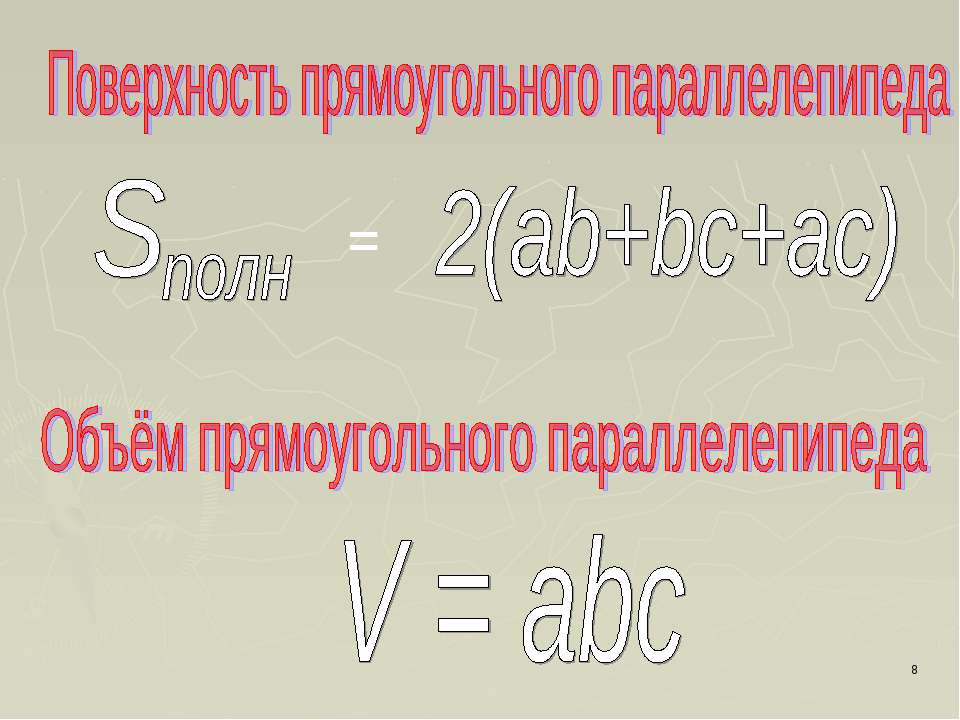 Поверхность прямоугольного параллелепипеда
Sполн = 2(ab+bc+ac)
Объём прямоугольного параллелепипеда
V = abc
8